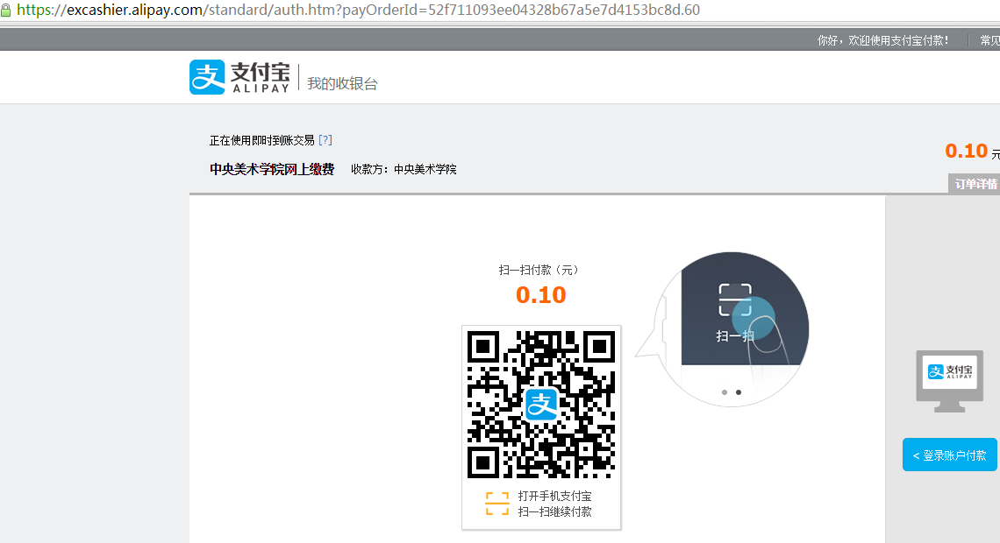 https://excashier.alipay.com/standard/auth.htm?payOrderId=52f711093ee04328b67a5e7d4153bc8d.60
你好，欢迎使用支付宝付款！ 常见
支付宝 ALIPAY 我的收银台
正在使用即时到账交易 [?]
中央美术学院网上缴费 收款方：中央美术学院
0.10 元
订单详情
扫一扫付款（元）
0.10
扫一扫
支
支付宝
ALIPAY
< 登录账户付款
打开手机支付宝
扫一扫继续付款